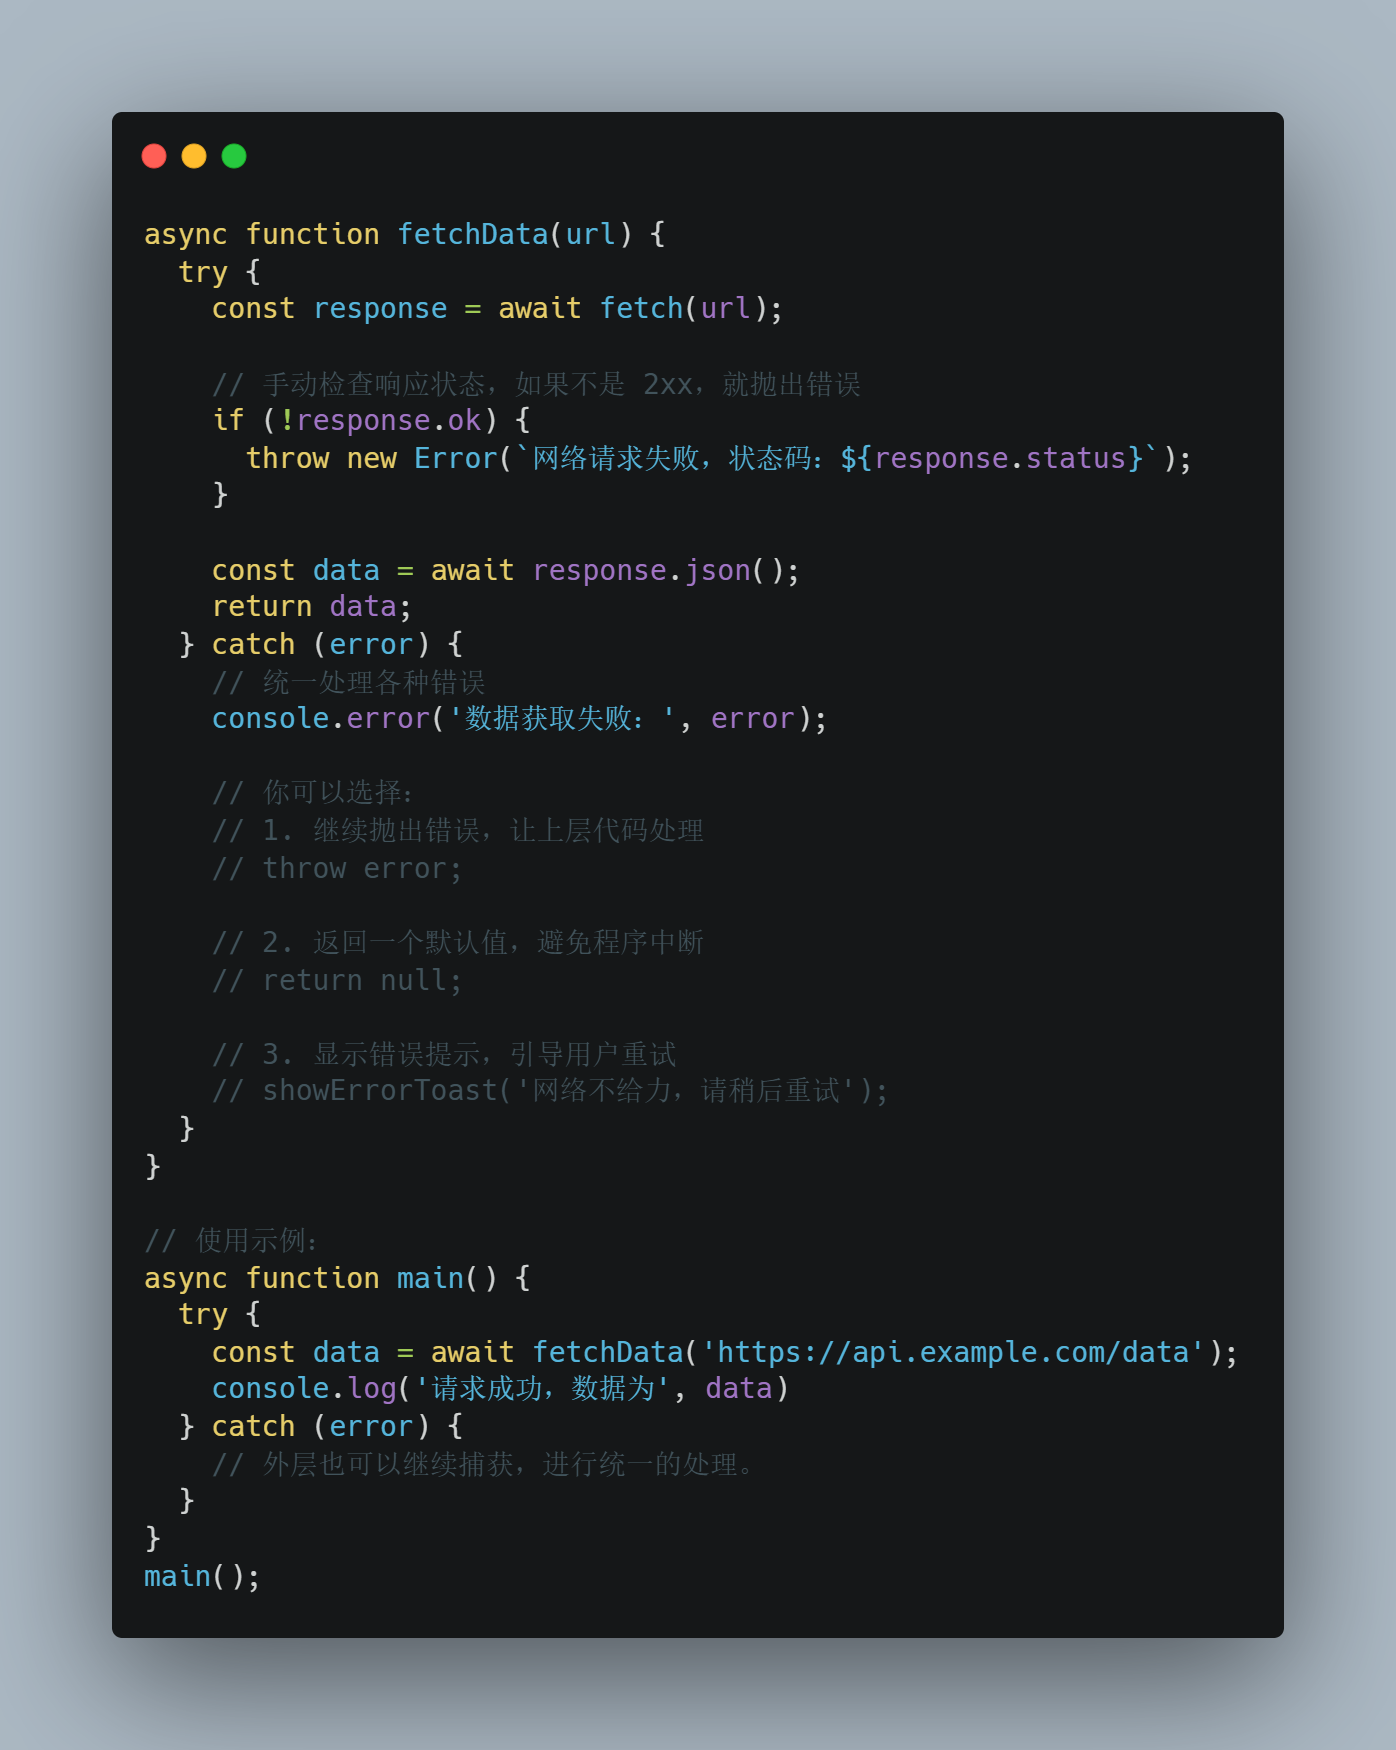 async function fetchData(url) {
  try {
    const response = await fetch(url);

    // 手动检查响应状态，如果不是 2xx，就抛出错误
    if (!response.ok) {
      throw new Error(`网络请求失败，状态码：${response.status}`);
    }

    const data = await response.json();
    return data;
  } catch (error) {
    // 统一处理各种错误
    console.error('数据获取失败：', error);

    // 你可以选择：
    // 1. 继续抛出错误，让上层代码处理
    // throw error;

    // 2. 返回一个默认值，避免程序中断
    // return null;

    // 3. 显示错误提示，引导用户重试
    // showErrorToast('网络不给力，请稍后重试');
  }
}

// 使用示例：
async function main() {
  try {
    const data = await fetchData('https://api.example.com/data');
    console.log('请求成功，数据为', data)
  } catch (error) {
    // 外层也可以继续捕获，进行统一的处理。
  }
}
main();